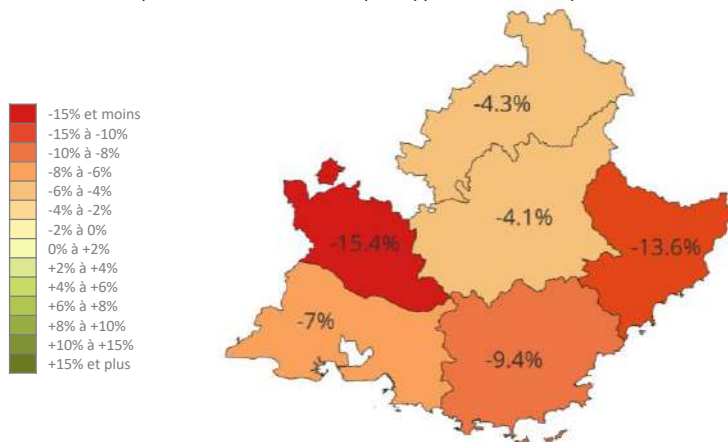 -15% et moins
-15% à -10%
-10% à -8%
-8% à -6%
-6% à -4%
-4% à -2%
-2% à 0%
0% à +2%
+2% à +4%
+4% à +6%
+6% à +8%
+8% à +10%
+10% à +15%
+15% et plus
-4.3%
-4.1%
-15.4%
-13.6%
-7%
-9.4%